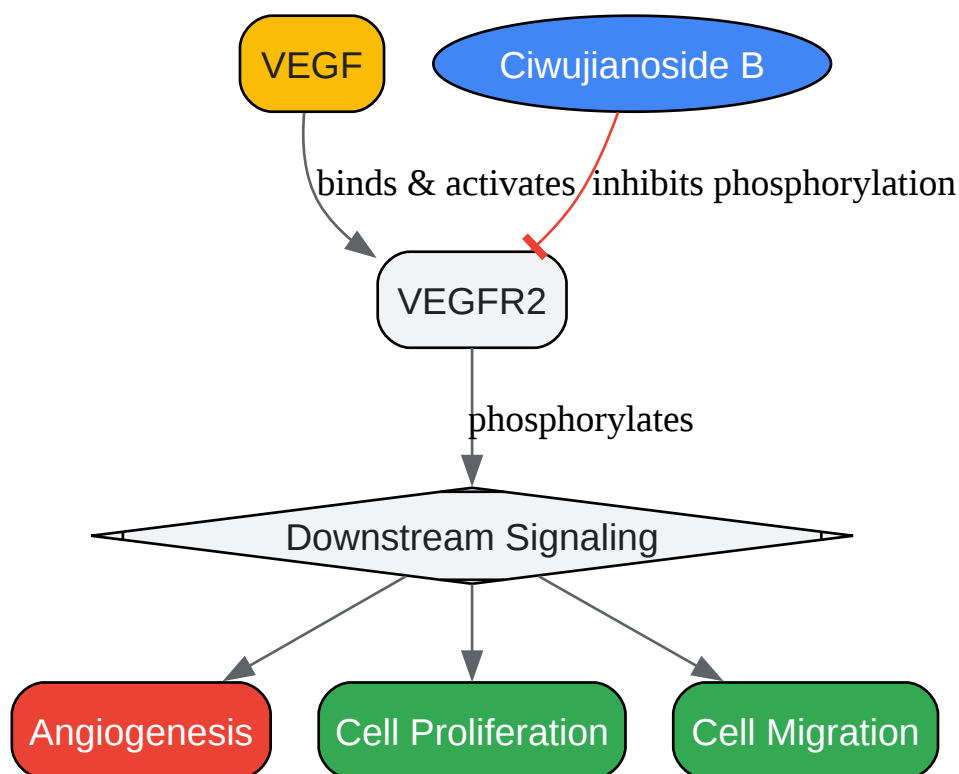 VEGF
Ciwujianoside B
binds & activates
inhibits phosphorylation
VEGFR2
phosphorylates
Downstream Signaling
Angiogenesis
Cell Proliferation
Cell Migration